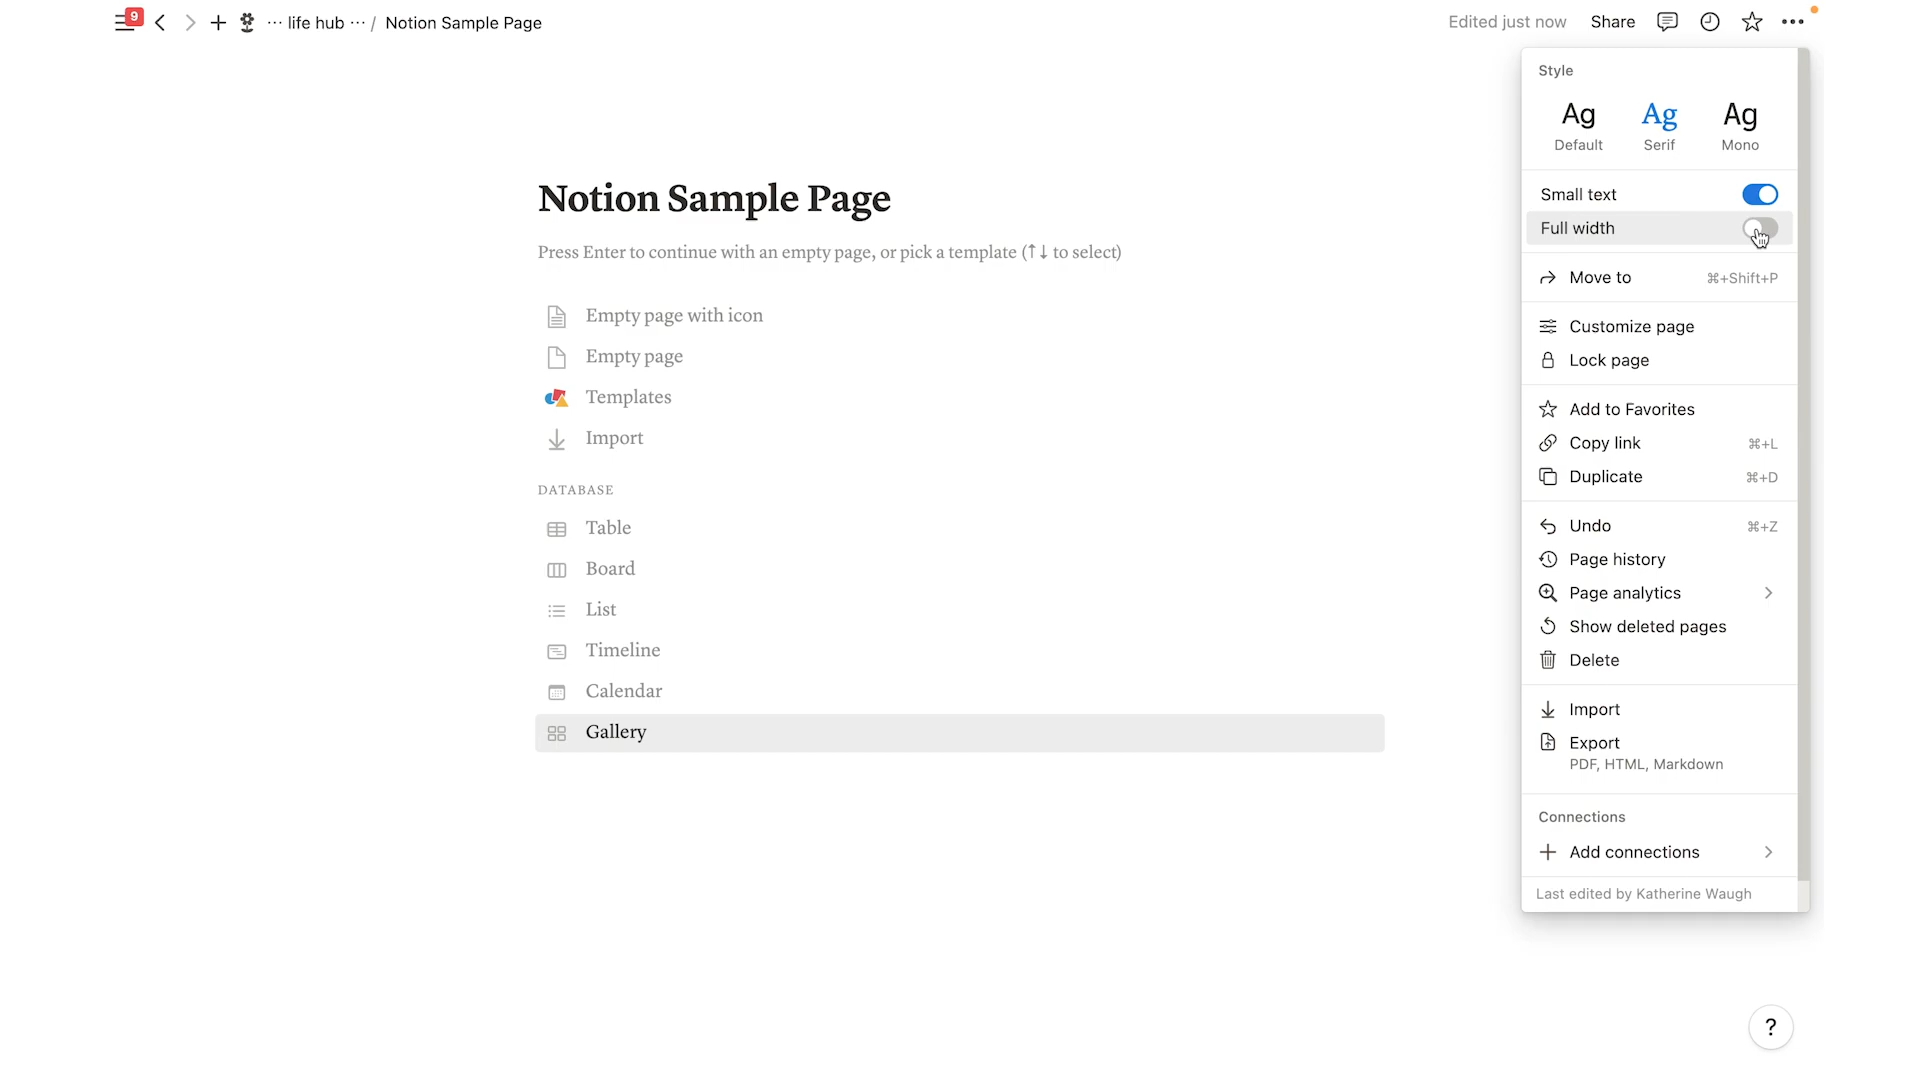 9
··· life hub ··· / Notion Sample Page
Edited just now Share
Notion Sample Page
Press Enter to continue with an empty page, or pick a template (↑↓ to select)
Empty page with icon
Empty page
Templates
Import
DATABASE
Table
Board
List
Timeline
Calendar
Gallery
Style
Ag Ag Ag
Default Serif Mono
Small text
Full width
Move to ⌘+Shift+P
Customize page
Lock page
Add to Favorites
Copy link ⌘+L
Duplicate ⌘+D
Undo ⌘+Z
Page history
Page analytics
Show deleted pages
Delete
Import
Export
PDF, HTML, Markdown
Connections
Add connections
Last edited by Katherine Waugh
?